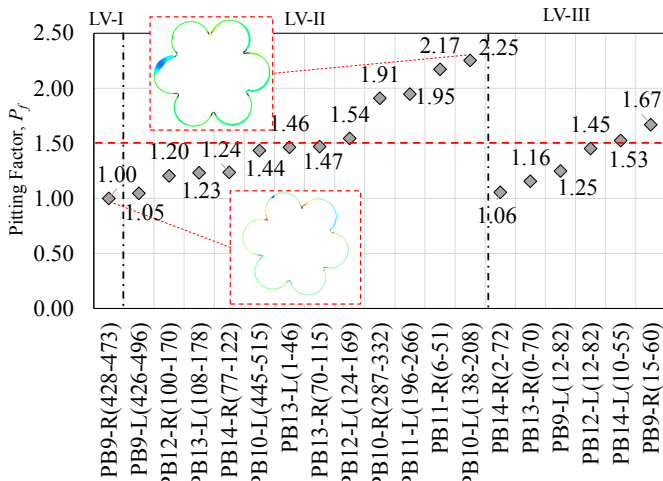 LV-I
LV-II
LV-III
Pitting Factor, Pf
2.50
2.00
1.50
1.00
0.50
0.00
1.00
1.05
1.20
1.23
1.24
1.44
1.46
1.47
1.54
1.91
1.95
2.17
2.25
1.06
1.16
1.25
1.45
1.53
1.67
PB9-R(428-473)
PB9-L(426-496)
PB12-R(100-170)
PB13-L(108-178)
PB14-R(77-122)
PB10-L(445-515)
PB13-L(1-46)
PB13-R(70-115)
PB12-L(124-169)
PB10-R(287-332)
PB11-L(196-266)
PB11-R(6-51)
PB10-L(138-208)
PB14-R(2-72)
PB13-R(0-70)
PB9-L(12-82)
PB12-L(12-82)
PB14-L(10-55)
PB9-R(15-60)